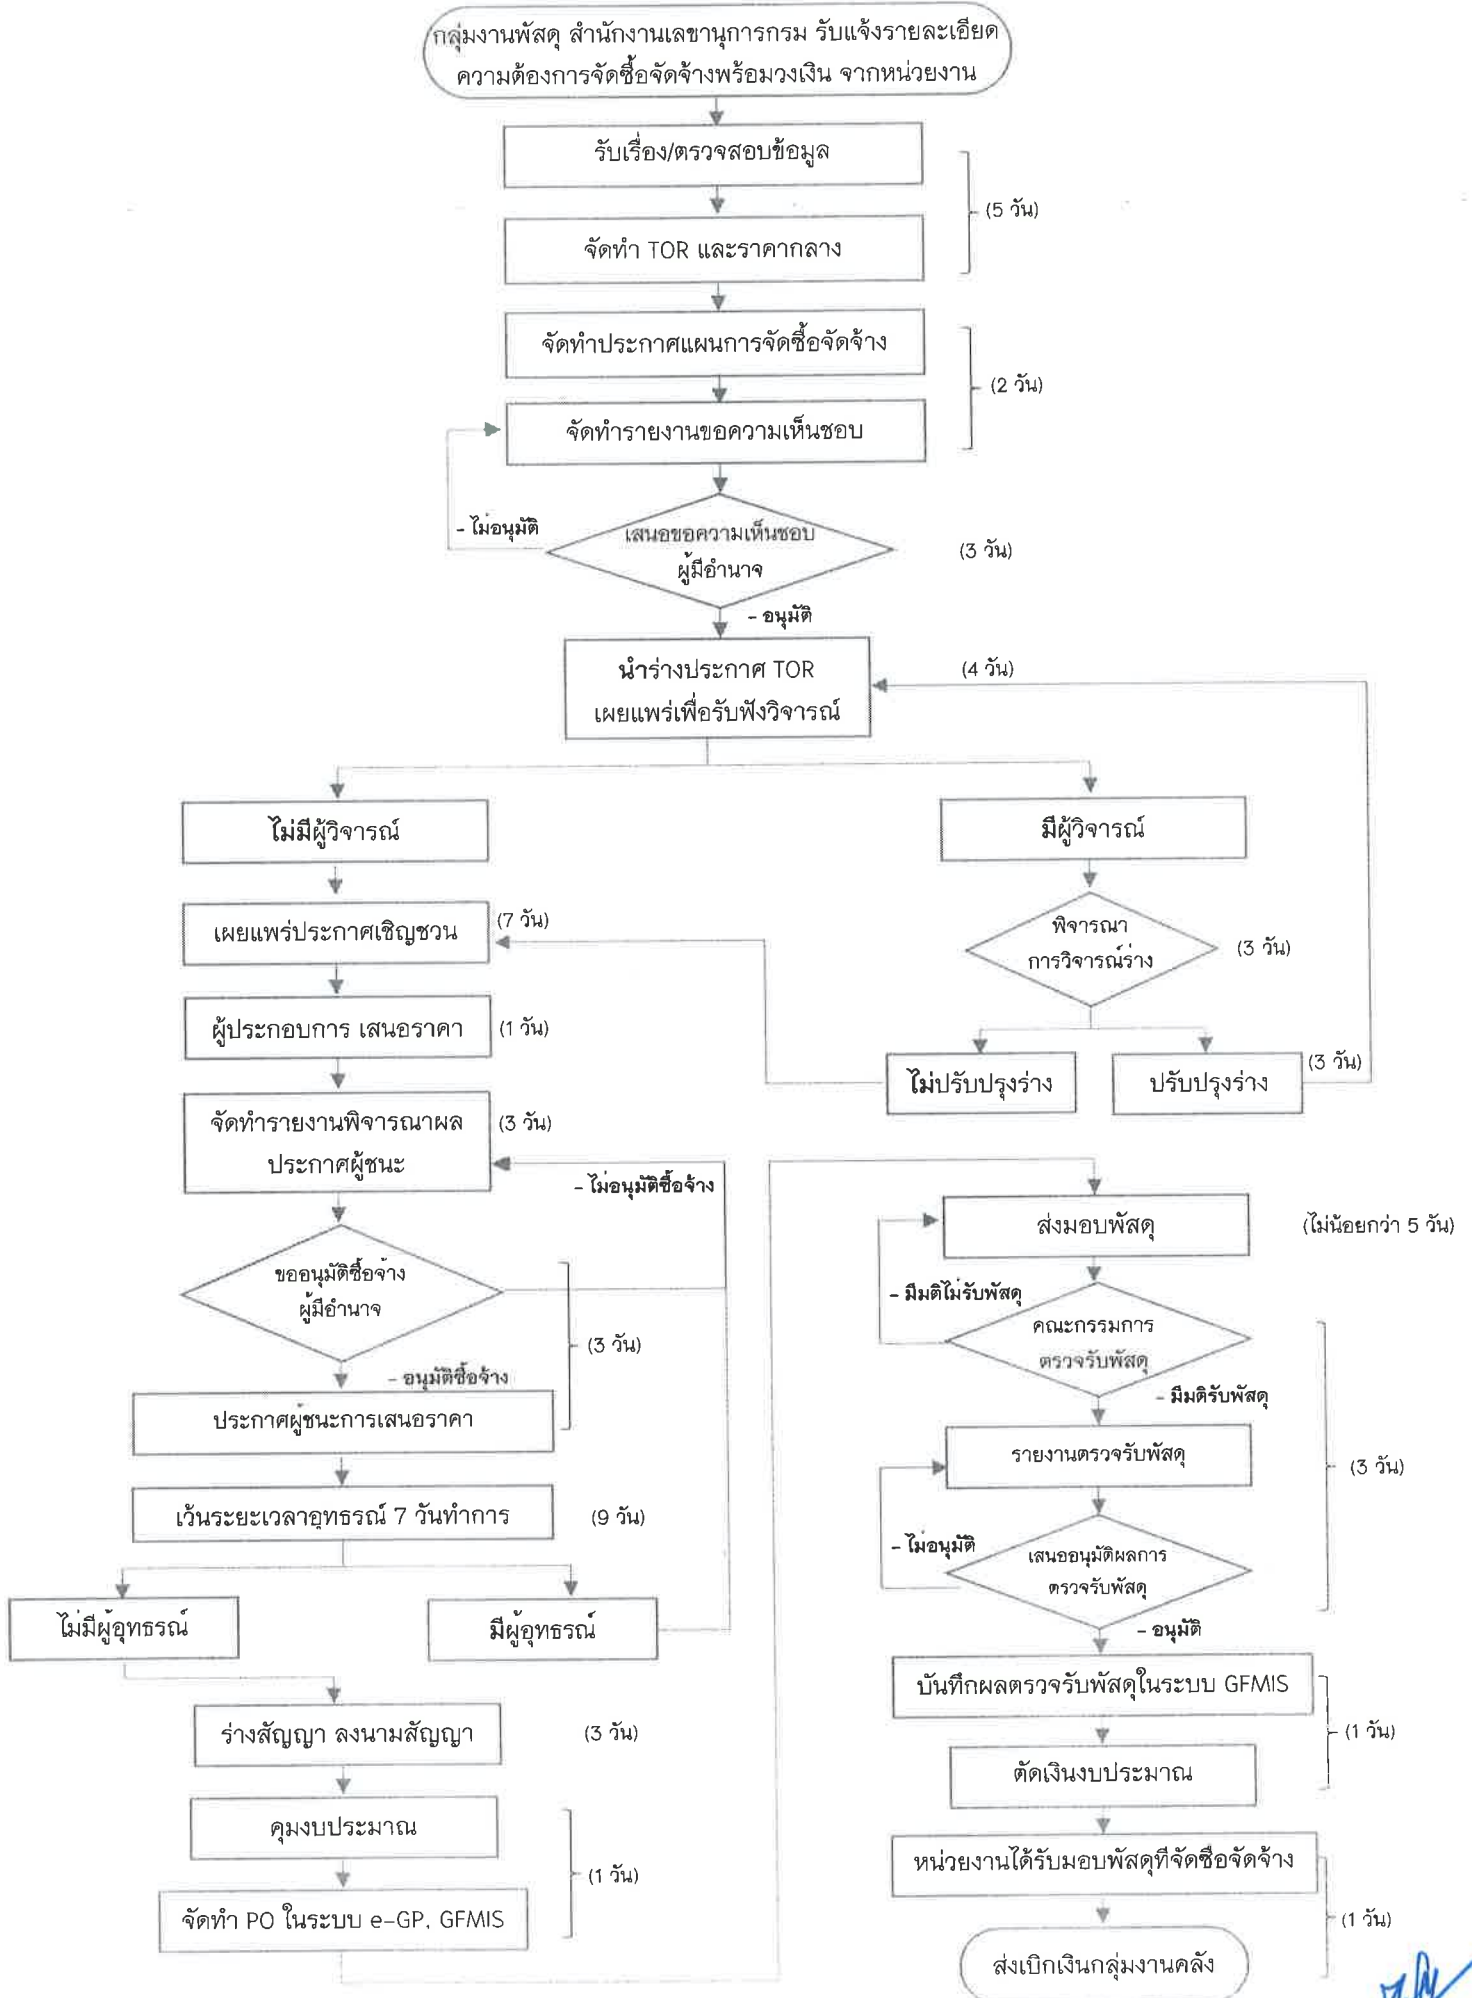 กลุ่มงานพัสดุ สำนักงานเลขานุการกรม รับแจ้งรายละเอียด
ความต้องการจัดซื้อจัดจ้างพร้อมวงเงิน จากหน่วยงาน
รับเรื่อง/ตรวจสอบข้อมูล
(5 วัน)
จัดทำ TOR และราคากลาง
จัดทำประกาศแผนการจัดซื้อจัดจ้าง
(2 วัน)
จัดทำรายงานขอความเห็นชอบ
- ไม่อนุมัติ
เสนอขอความเห็นชอบ
ผู้มีอำนาจ
(3 วัน)
- อนุมัติ
นำร่างประกาศ TOR
เผยแพร่เพื่อรับฟังวิจารณ์
(4 วัน)
ไม่มีผู้วิจารณ์
มีผู้วิจารณ์
เผยแพร่ประกาศเชิญชวน
(7 วัน)
พิจารณา
การวิจารณ์ร่าง
(3 วัน)
ผู้ประกอบการ เสนอราคา
(1 วัน)
ไม่ปรับปรุงร่าง
ปรับปรุงร่าง
(3 วัน)
จัดทำรายงานพิจารณาผล
ประกาศผู้ชนะ
(3 วัน)
- ไม่อนุมัติซื้อจ้าง
ขออนุมัติซื้อจ้าง
ผู้มีอำนาจ
(3 วัน)
- อนุมัติซื้อจ้าง
ประกาศผู้ชนะการเสนอราคา
เว้นระยะเวลาอุทธรณ์ 7 วันทำการ
(9 วัน)
ไม่มีผู้อุทธรณ์
มีผู้อุทธรณ์
ร่างสัญญา ลงนามสัญญา
(3 วัน)
คุมงบประมาณ
(1 วัน)
จัดทำ PO ในระบบ e-GP, GFMIS
ส่งมอบพัสดุ
(ไม่น้อยกว่า 5 วัน)
- มีมติไม่รับพัสดุ
คณะกรรมการ
ตรวจรับพัสดุ
- มีมติรับพัสดุ
รายงานตรวจรับพัสดุ
(3 วัน)
- ไม่อนุมัติ
เสนออนุมัติผลการ
ตรวจรับพัสดุ
- อนุมัติ
บันทึกผลตรวจรับพัสดุในระบบ GFMIS
(1 วัน)
ตัดเงินงบประมาณ
หน่วยงานได้รับมอบพัสดุที่จัดซื้อจัดจ้าง
(1 วัน)
ส่งเบิกเงินกลุ่มงานคลัง